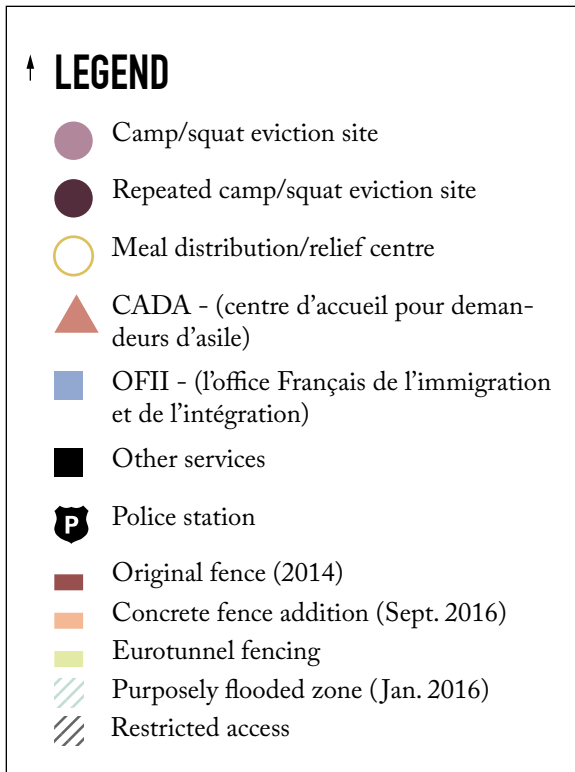 LEGEND
Camp/squat eviction site
Repeated camp/squat eviction site
Meal distribution/relief centre
CADA - (centre d'accueil pour deman-
deurs d'asile)
OFII - (l'office Français de l'immigration
et de l'intégration)
Other services
P
Police station
Original fence (2014)
Concrete fence addition (Sept. 2016)
Eurotunnel fencing
Purposely flooded zone (Jan. 2016)
Restricted access